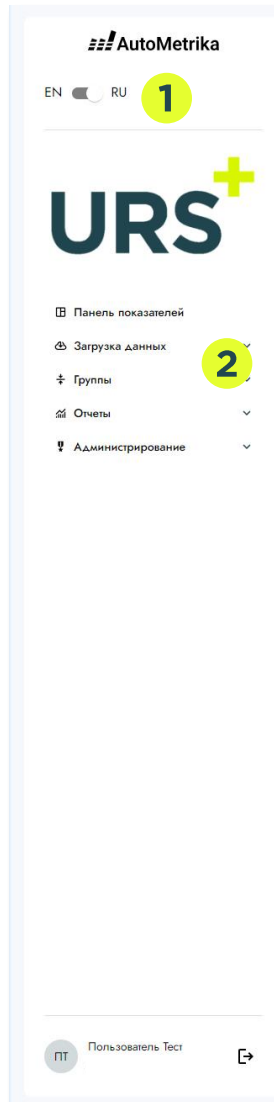 AutoMetrika
EN RU 1
URS+
Панель показателей
Загрузка данных
2
Группы
Отчеты
Администрирование
ПТ Пользователь Тест